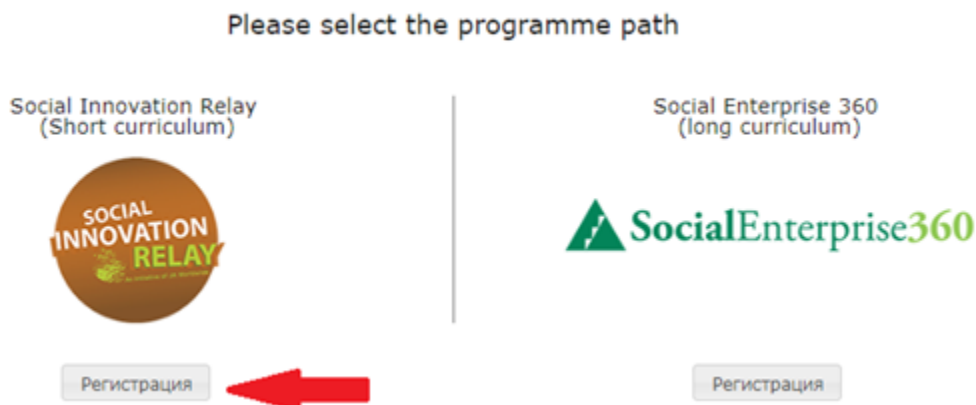 Please select the programme path
Social Innovation Relay
(Short curriculum)
SOCIAL
INNOVATION
RELAY
Регистрация
Social Enterprise 360
(long curriculum)
SocialEnterprise360
Регистрация